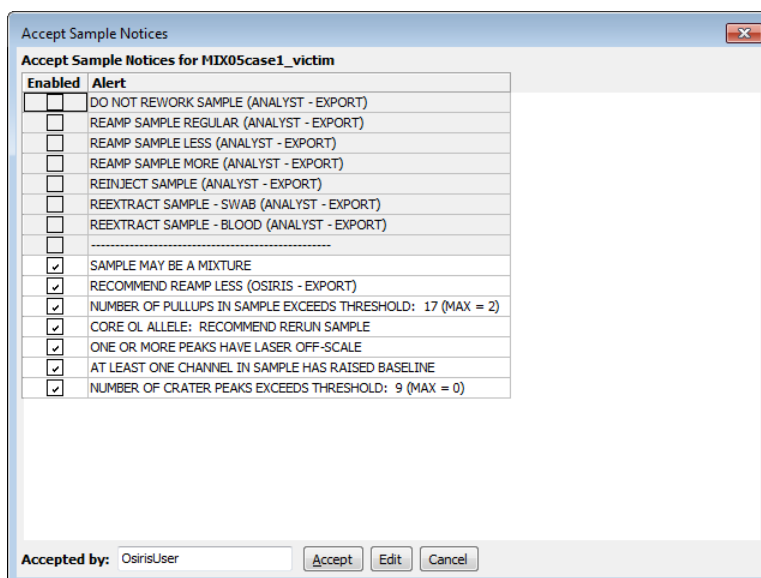 Accept Sample Notices
Accept Sample Notices for MIX05case1_victim
Enabled Alert
DO NOT REWORK SAMPLE (ANALYST - EXPORT)
REAMP SAMPLE REGULAR (ANALYST - EXPORT)
REAMP SAMPLE LESS (ANALYST - EXPORT)
REAMP SAMPLE MORE (ANALYST - EXPORT)
REINJECT SAMPLE (ANALYST - EXPORT)
REEXTRACT SAMPLE - SWAB (ANALYST - EXPORT)
REEXTRACT SAMPLE - BLOOD (ANALYST - EXPORT)
--------------------------------------------------
SAMPLE MAY BE A MIXTURE
RECOMMEND REAMP LESS (OSIRIS - EXPORT)
NUMBER OF PULLUPS IN SAMPLE EXCEEDS THRESHOLD:  17 (MAX = 2)
CORE OL ALLELE:  RECOMMEND RERUN SAMPLE
ONE OR MORE PEAKS HAVE LASER OFF-SCALE
AT LEAST ONE CHANNEL IN SAMPLE HAS RAISED BASELINE
NUMBER OF CRATER PEAKS EXCEEDS THRESHOLD:  9 (MAX = 0)
Accepted by: OsirisUser Accept Edit Cancel